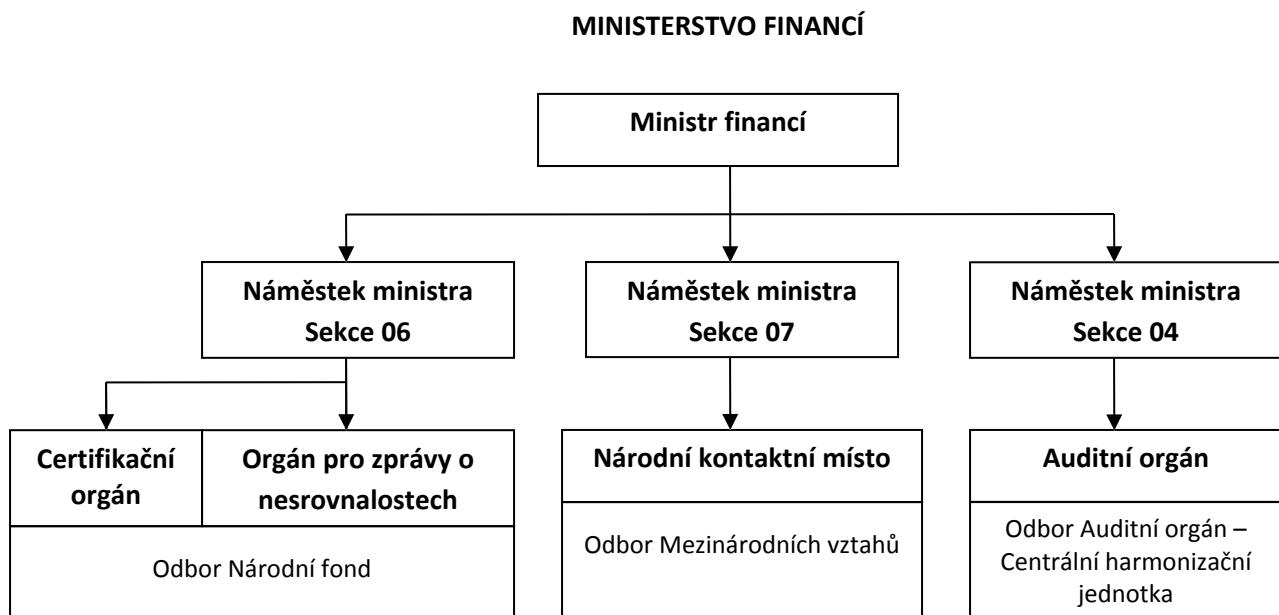 MINISTERSTVO FINANCÍ
Ministr financí
Náměstek ministra
Sekce 06
Náměstek ministra
Sekce 07
Náměstek ministra
Sekce 04
Certifikační
orgán
Orgán pro zprávy o
nesrovnalostech
Odbor Národní fond
Národní kontaktní místo
Odbor Mezinárodních vztahů
Auditní orgán
Odbor Auditní orgán –
Centrální harmonizační
jednotka